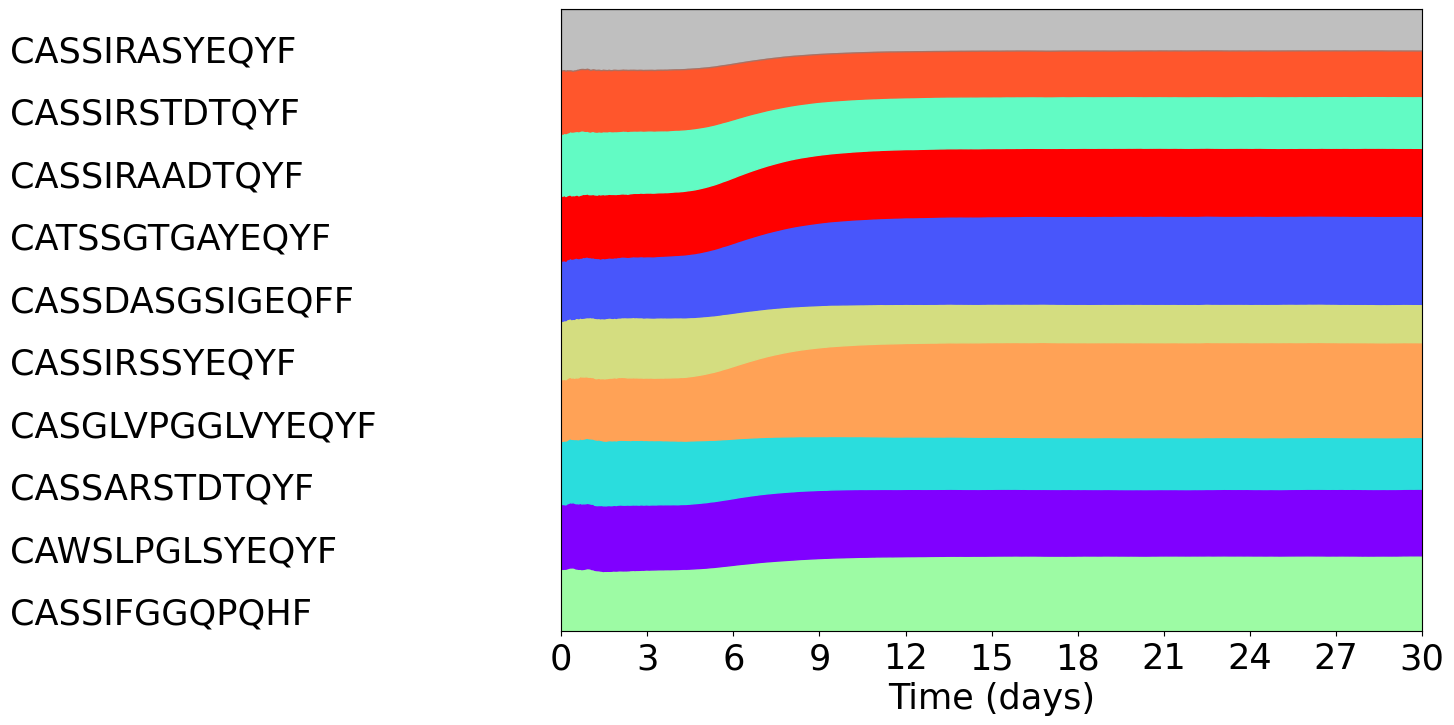 CASSIRASYEQYF
CASSIRSTDTQYF
CASSIRAADTQYF
CATSSGTGAYEQYF
CASSDASGSIGEQFF
CASSIRSSYEQYF
CASGLVPGGLVYEQYF
CASSARSTDTQYF
CAWSLPGLSYEQYF
CASSIFGGQPQHF
0 3 6 9 12 15 18 21 24 27 30
Time (days)